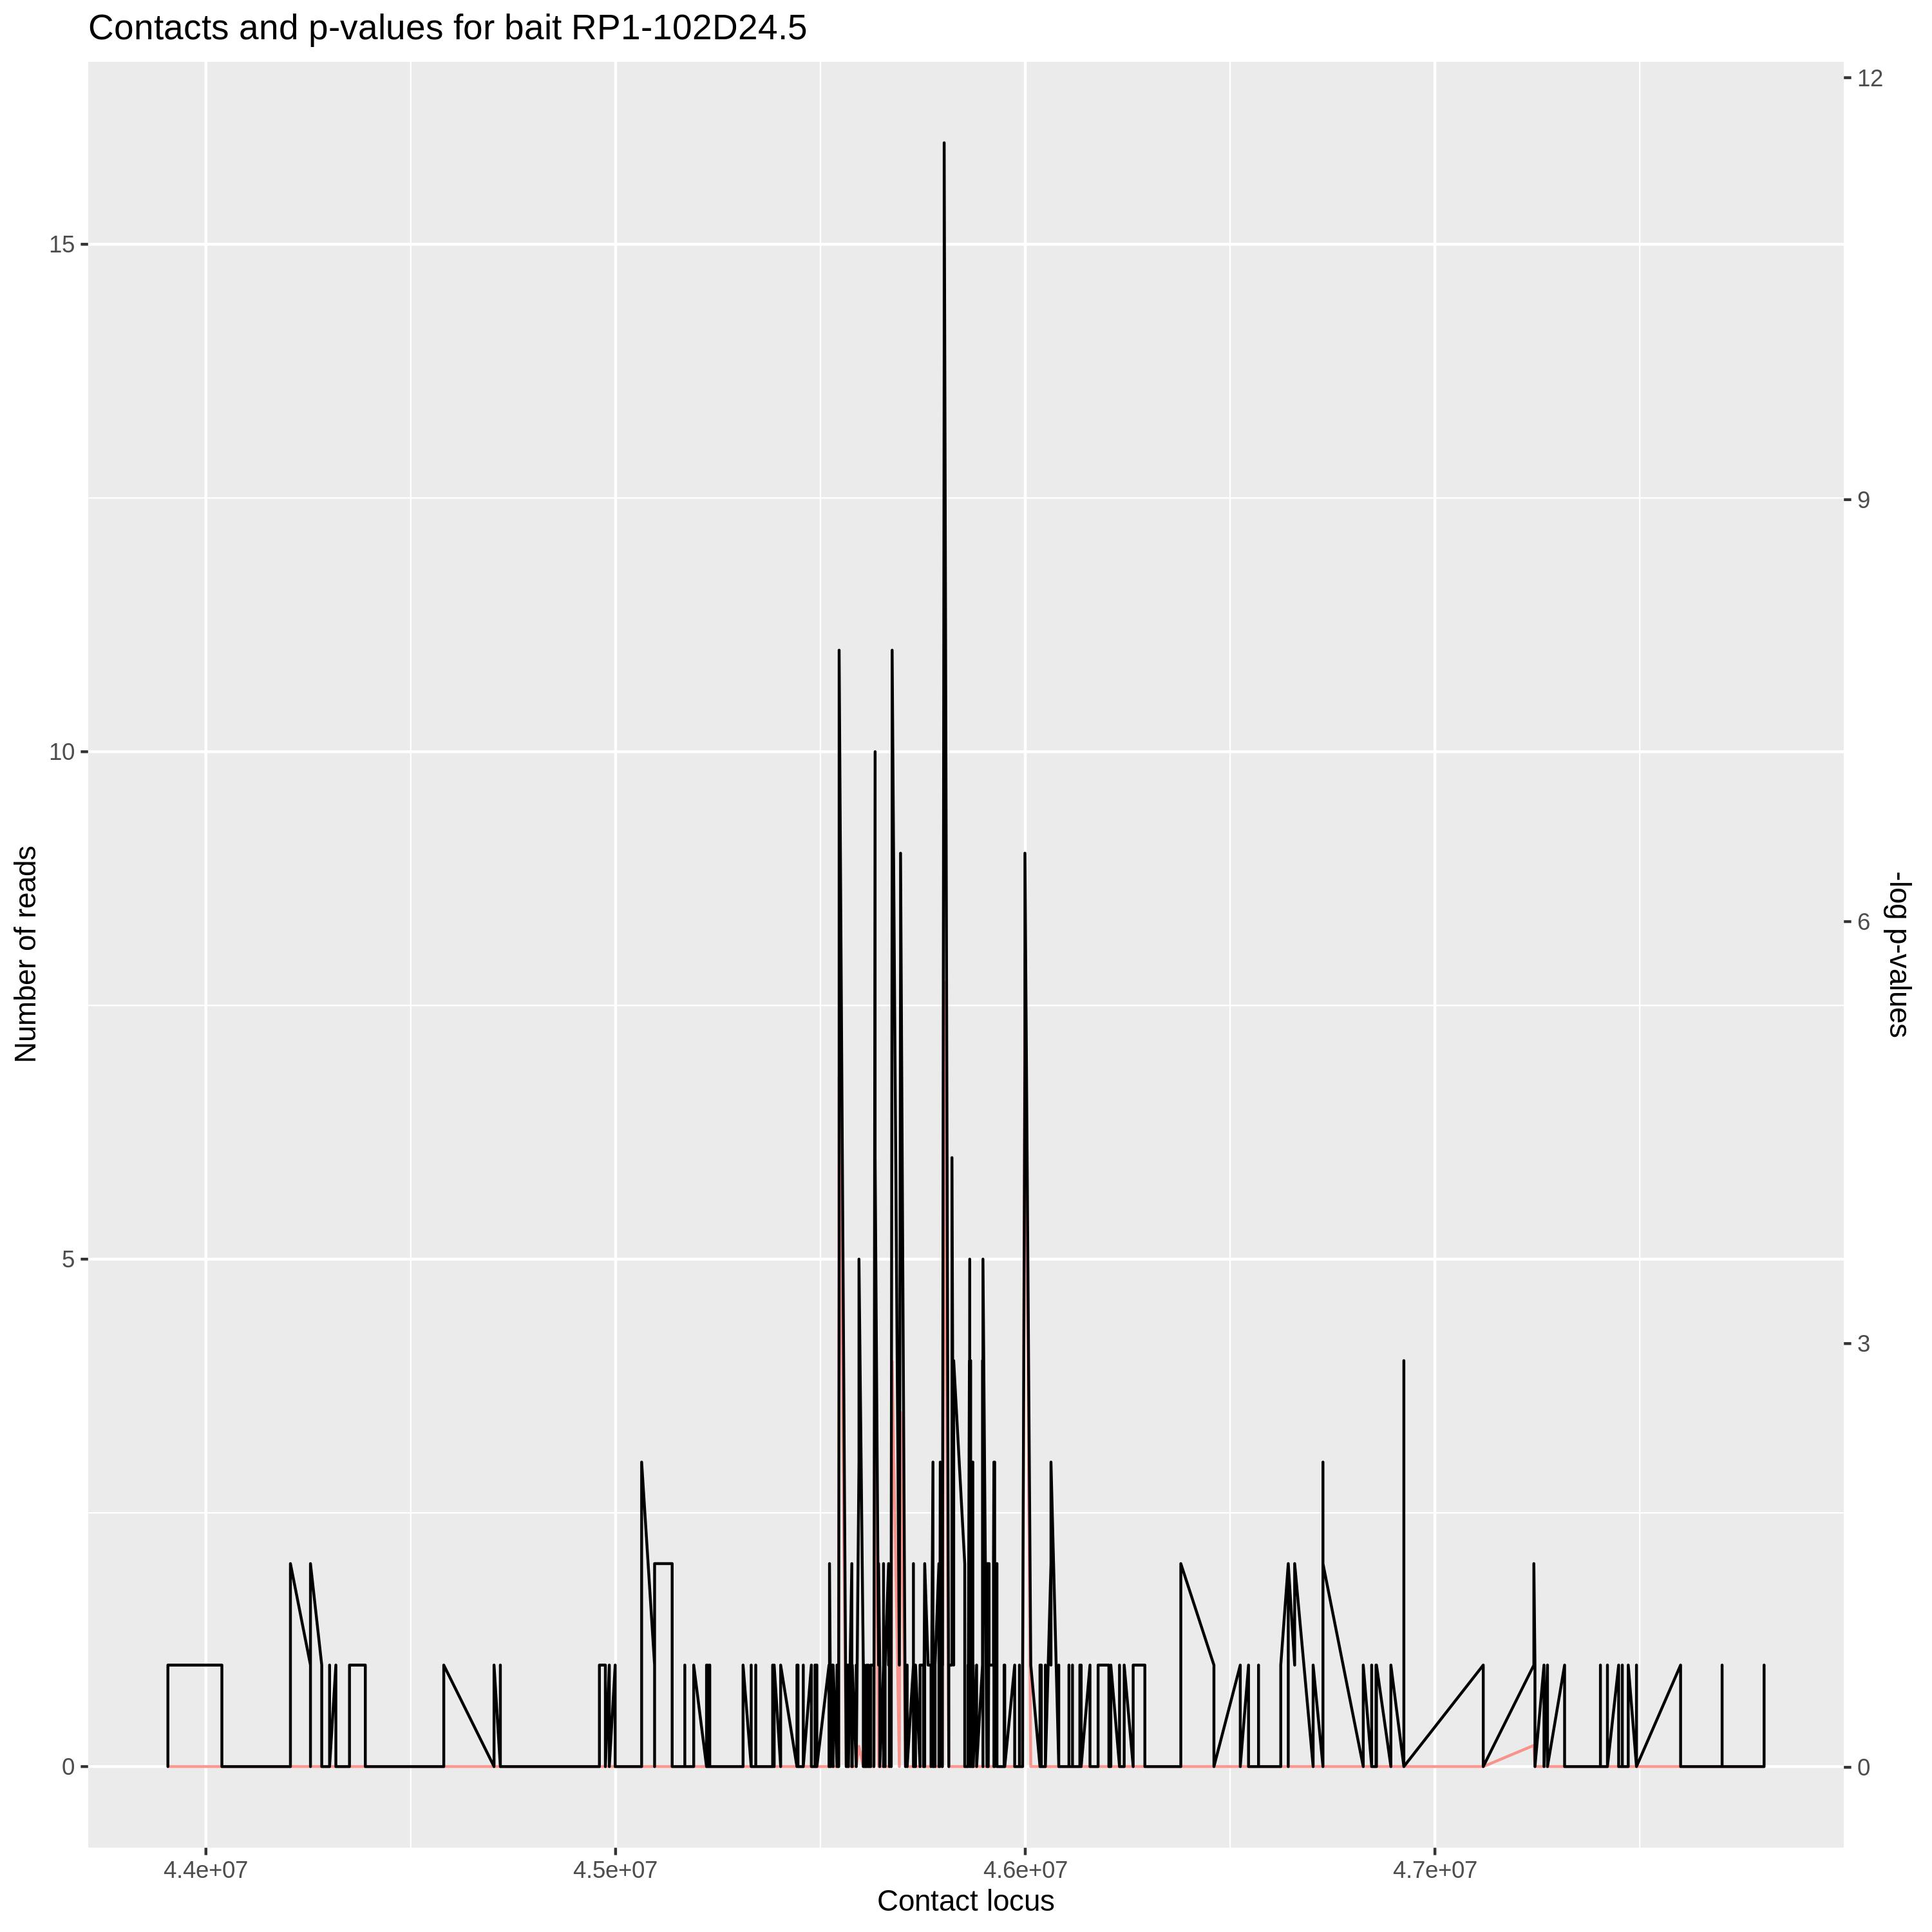 Contacts and p-values for bait RP1-102D24.5
15
10
5
0
Number of reads
12
9
6
3
0
-log p-values
4.4e+07
4.5e+07
4.6e+07
4.7e+07
Contact locus